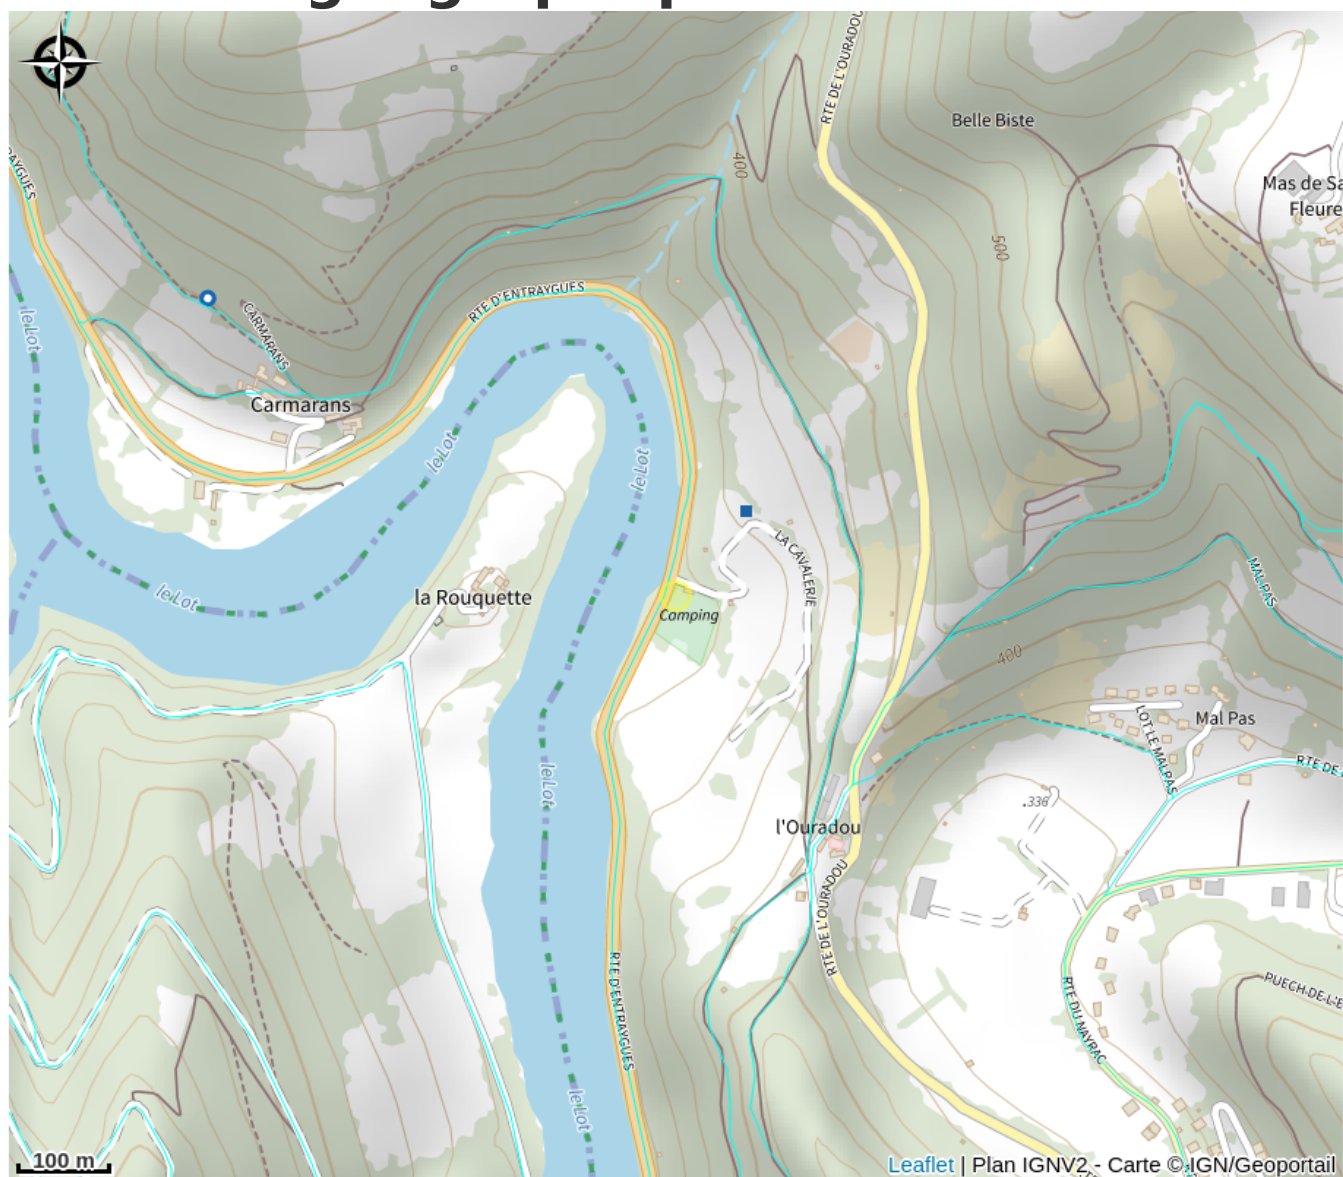 RTE DE L'OURADOU
400
Belle Biste
Mas de Sa
Fleure
RAYGUES
500
RTE D'ENTRAYGUES
CARMARANS
le Lot
Carmarans
le Lot
le Lot
LA CAVALERIE
MAL PAS
le Lot
la Rouquette
Camping
400
LOT LE MALPAS
Mal Pas
RTE DE
le Lot
.336
l'Ouradou
RTE DE L'OURADOU
RTE D'ENTRAYGUES
RTE DU NAYRAC
PUECH DE L'E
le Lot
100 m
Leaflet | Plan IGNV2 - Carte © IGN/Geoportail